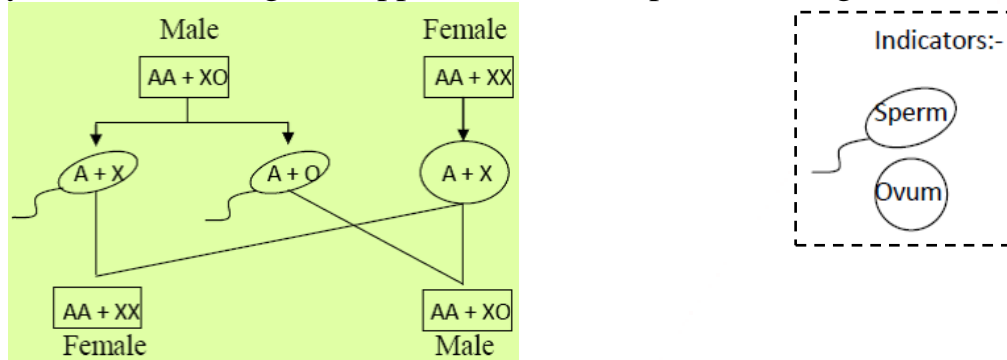 Male Female
AA + XO AA + XX
A + X A + O A + X
AA + XX AA + XO
Female Male
Indicators:-
Sperm
Ovum